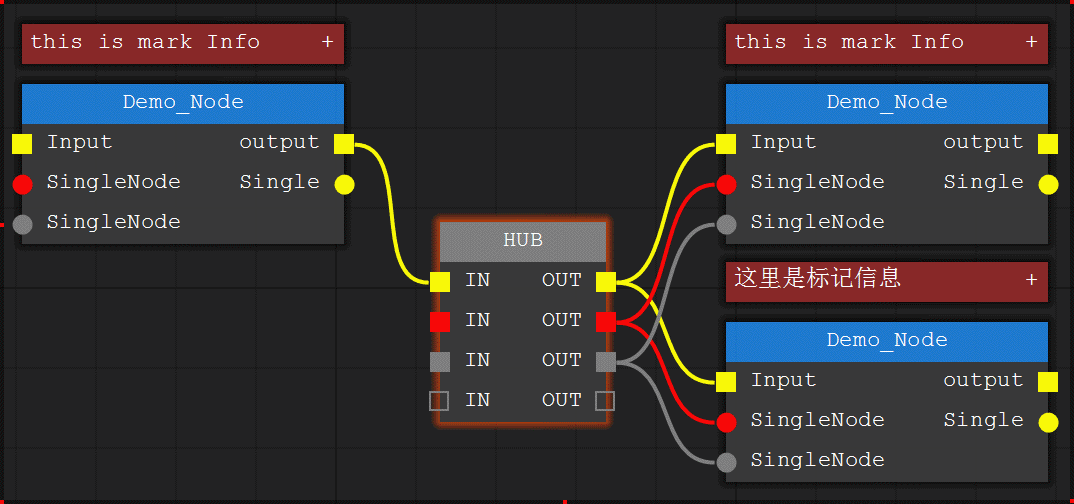 this is mark Info +
Demo_Node
Input output
SingleNode Single
SingleNode
HUB
IN OUT
IN OUT
IN OUT
IN OUT
this is mark Info +
Demo_Node
Input output
SingleNode Single
SingleNode
这里是标记信息 +
Demo_Node
Input output
SingleNode Single
SingleNode